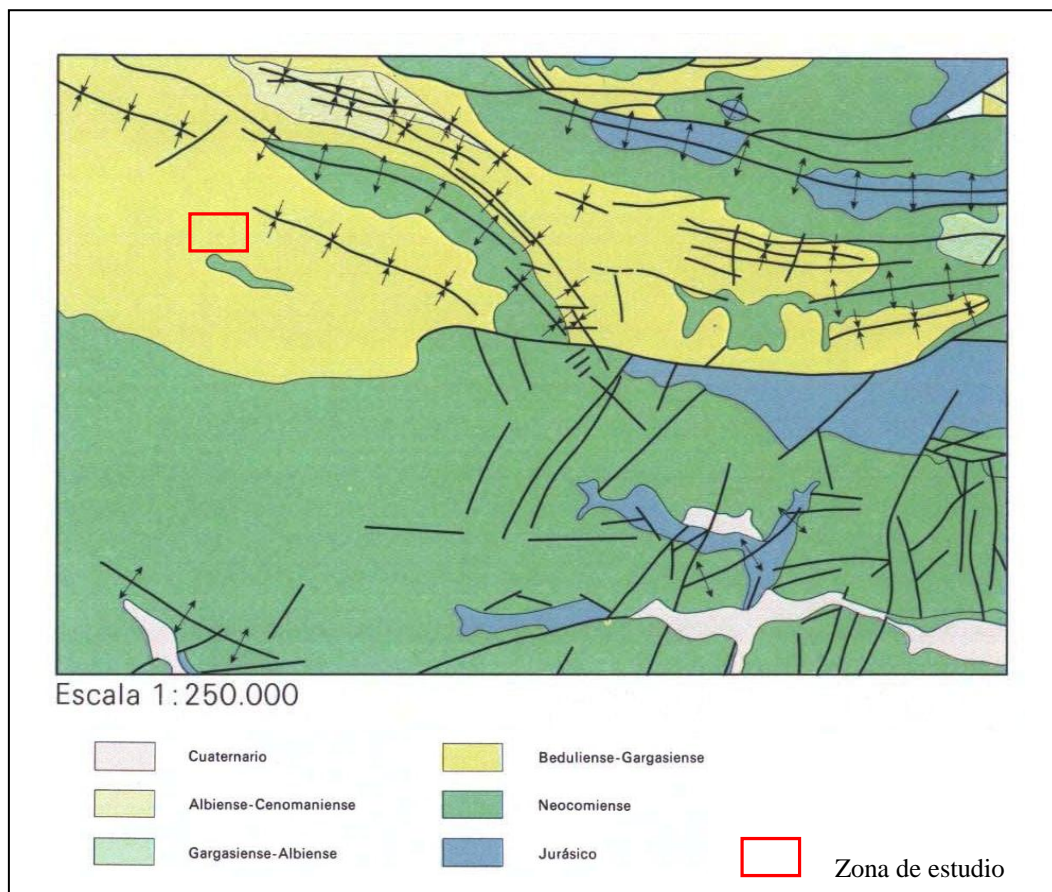 Escala 1:250.000
Cuaternario
Albiense-Cenomaniense
Gargasiense-Albiense
Beduliense-Gargasiense
Neocomiense
Jurásico
Zona de estudio